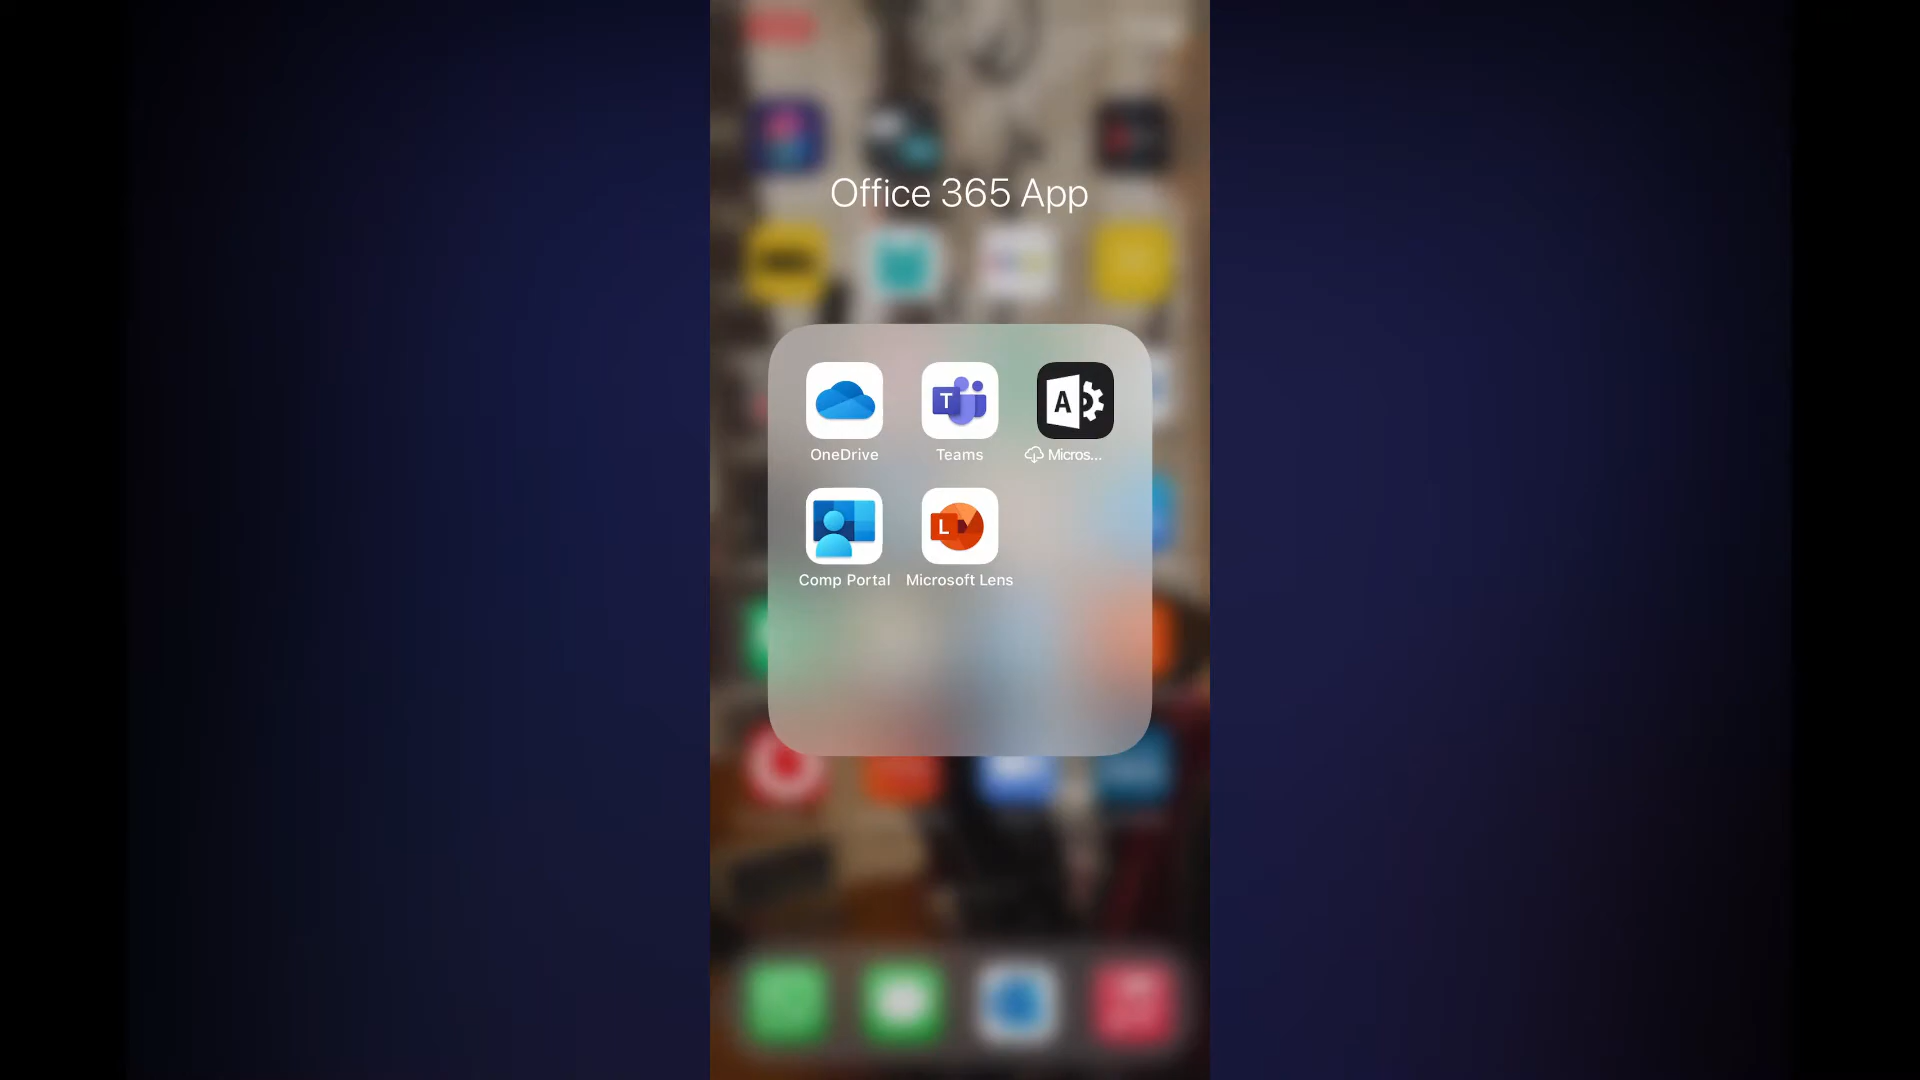 Office 365 App
T
A
OneDrive
Teams
Micros...
L
Comp Portal
Microsoft Lens